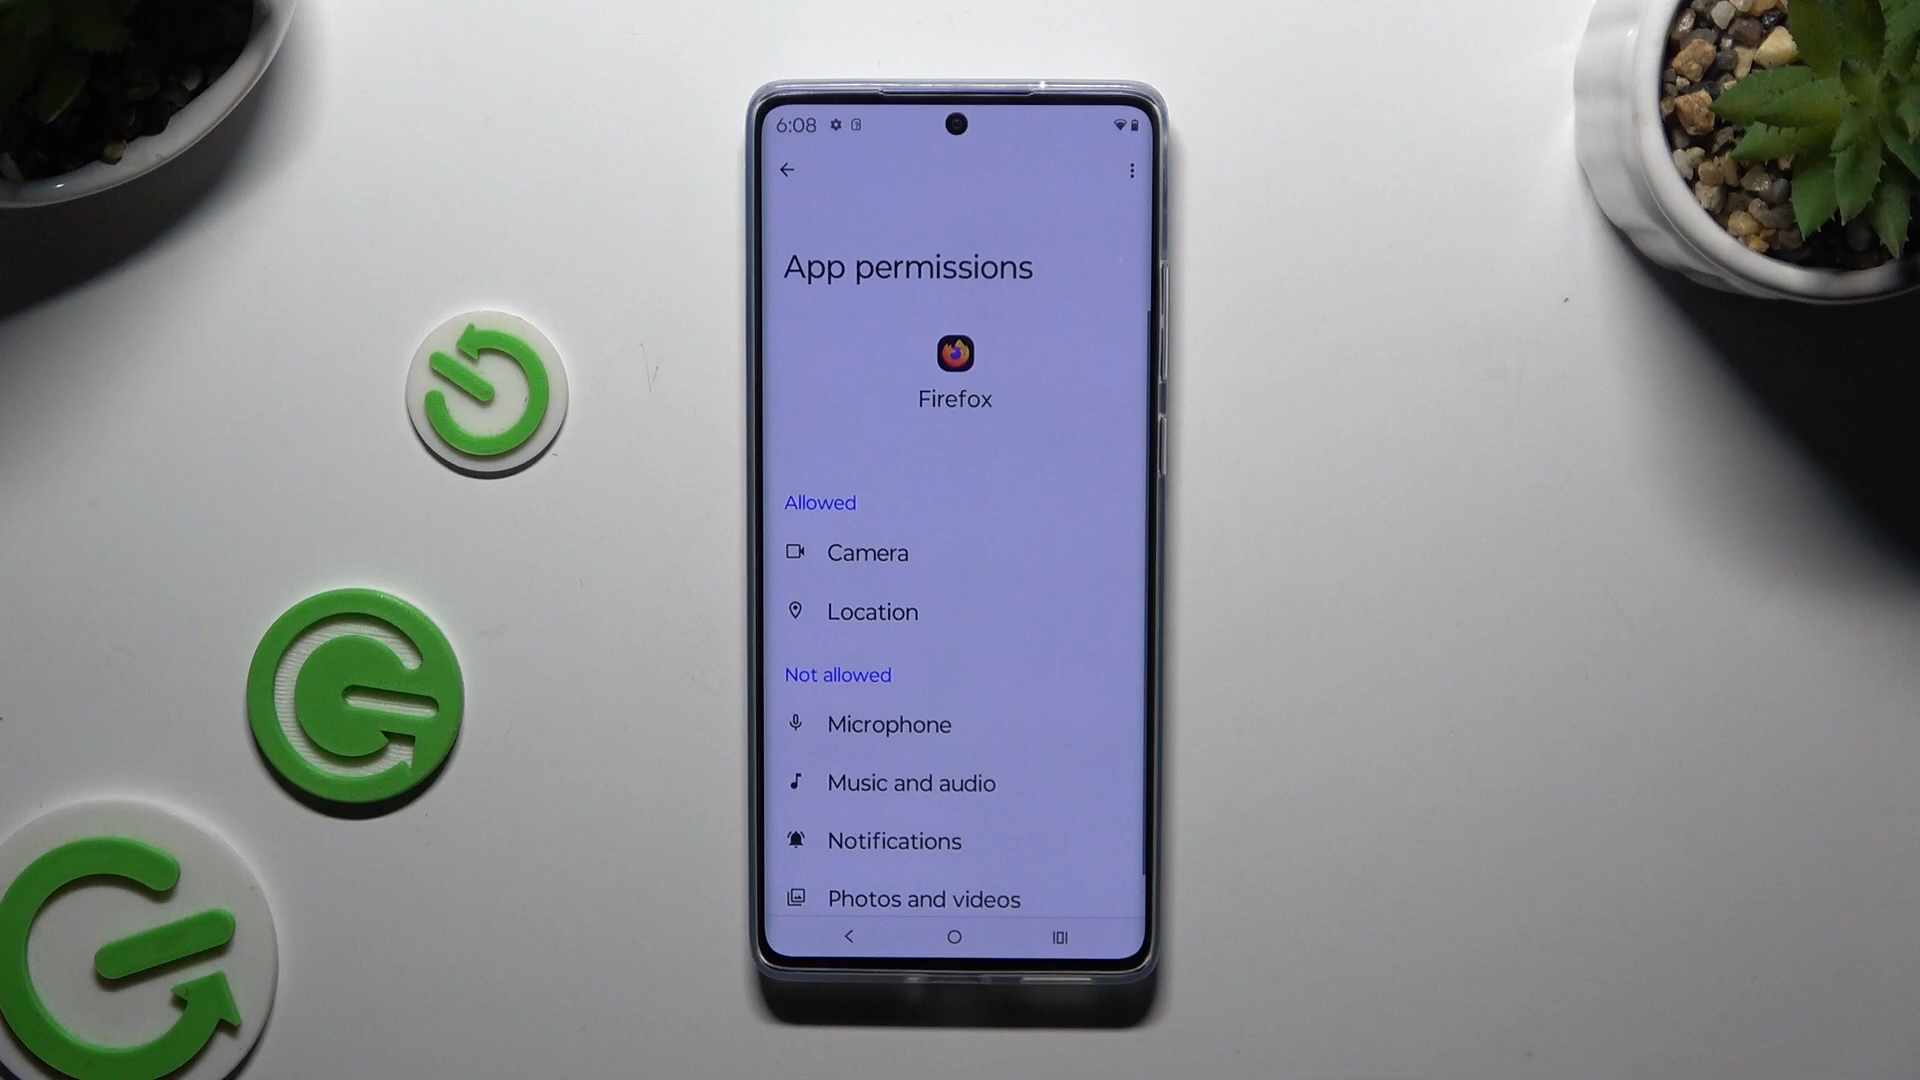 6:08
App permissions
Firefox
Allowed
Camera
Location
Not allowed
Microphone
Music and audio
Notifications
Photos and videos